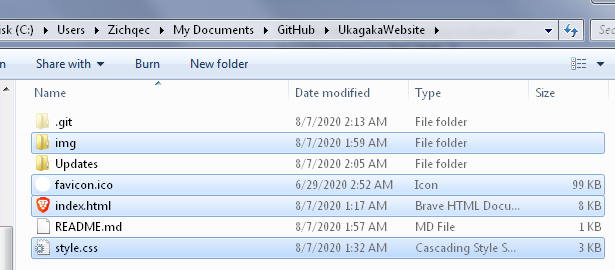 isk (C:) Users Zichqec My Documents GitHub UkagakaWebsite Sea
n Share with Burn New folder
Name Date modified Type Size
.git 8/7/2020 2:13 AM File folder
img 8/7/2020 1:59 AM File folder
Updates 8/7/2020 2:05 AM File folder
favicon.ico 6/29/2020 2:52 AM Icon 99 KB
index.html 8/7/2020 1:17 AM Brave HTML Docu... 8 KB
README.md 8/7/2020 1:57 AM MD File 1 KB
style.css 8/7/2020 1:32 AM Cascading Style S... 3 KB